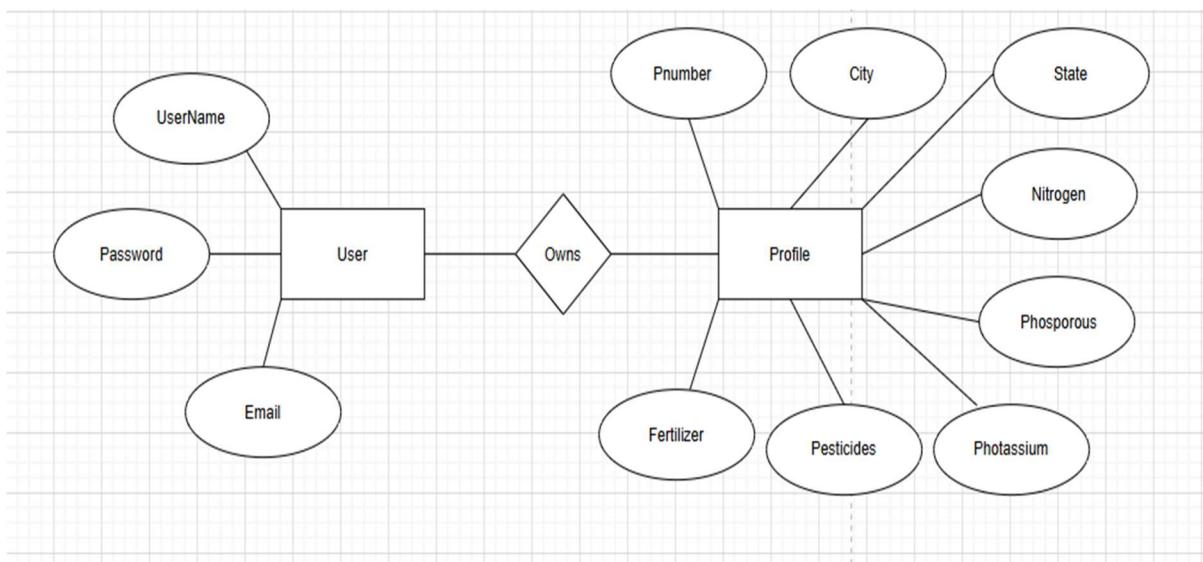 Pnumber
City
State
UserName
Nitrogen
Password
User
Owns
Profile
Phosporous
Email
Fertilizer
Pesticides
Photassium